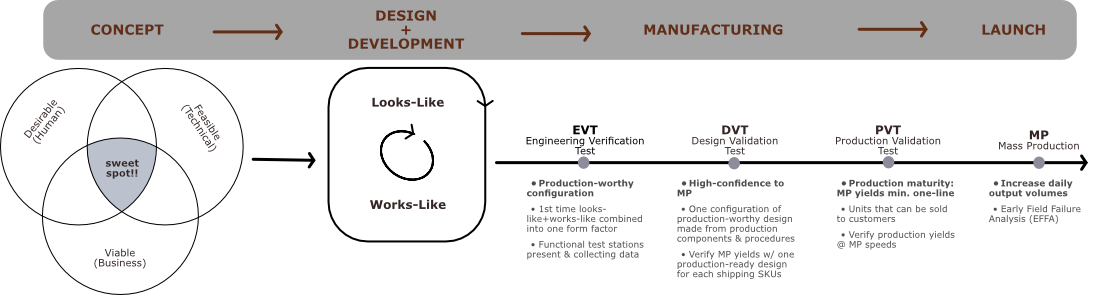 CONCEPT
DESIGN
+
DEVELOPMENT
MANUFACTURING
LAUNCH
Desirable
(Human)
Feasible
(Technical)
sweet
spot!!
Viable
(Business)
Looks-Like
Works-Like
EVT
Engineering Verification
Test
• Production-worthy
configuration
• 1st time looks-
like+works-like combined
into one form factor
• Functional test stations
present & collecting data
DVT
Design Validation
Test
• High-confidence to
MP
• One configuration of
production-worthy design
made from production
components & procedures
• Verify MP yields w/ one
production-ready design
for each shipping SKUs
PVT
Production Validation
Test
• Production maturity:
MP yields min. one-line
• Units that can be sold
to customers
• Verify production yields
@ MP speeds
MP
Mass Production
• Increase daily
output volumes
• Early Field Failure
Analysis (EFFA)